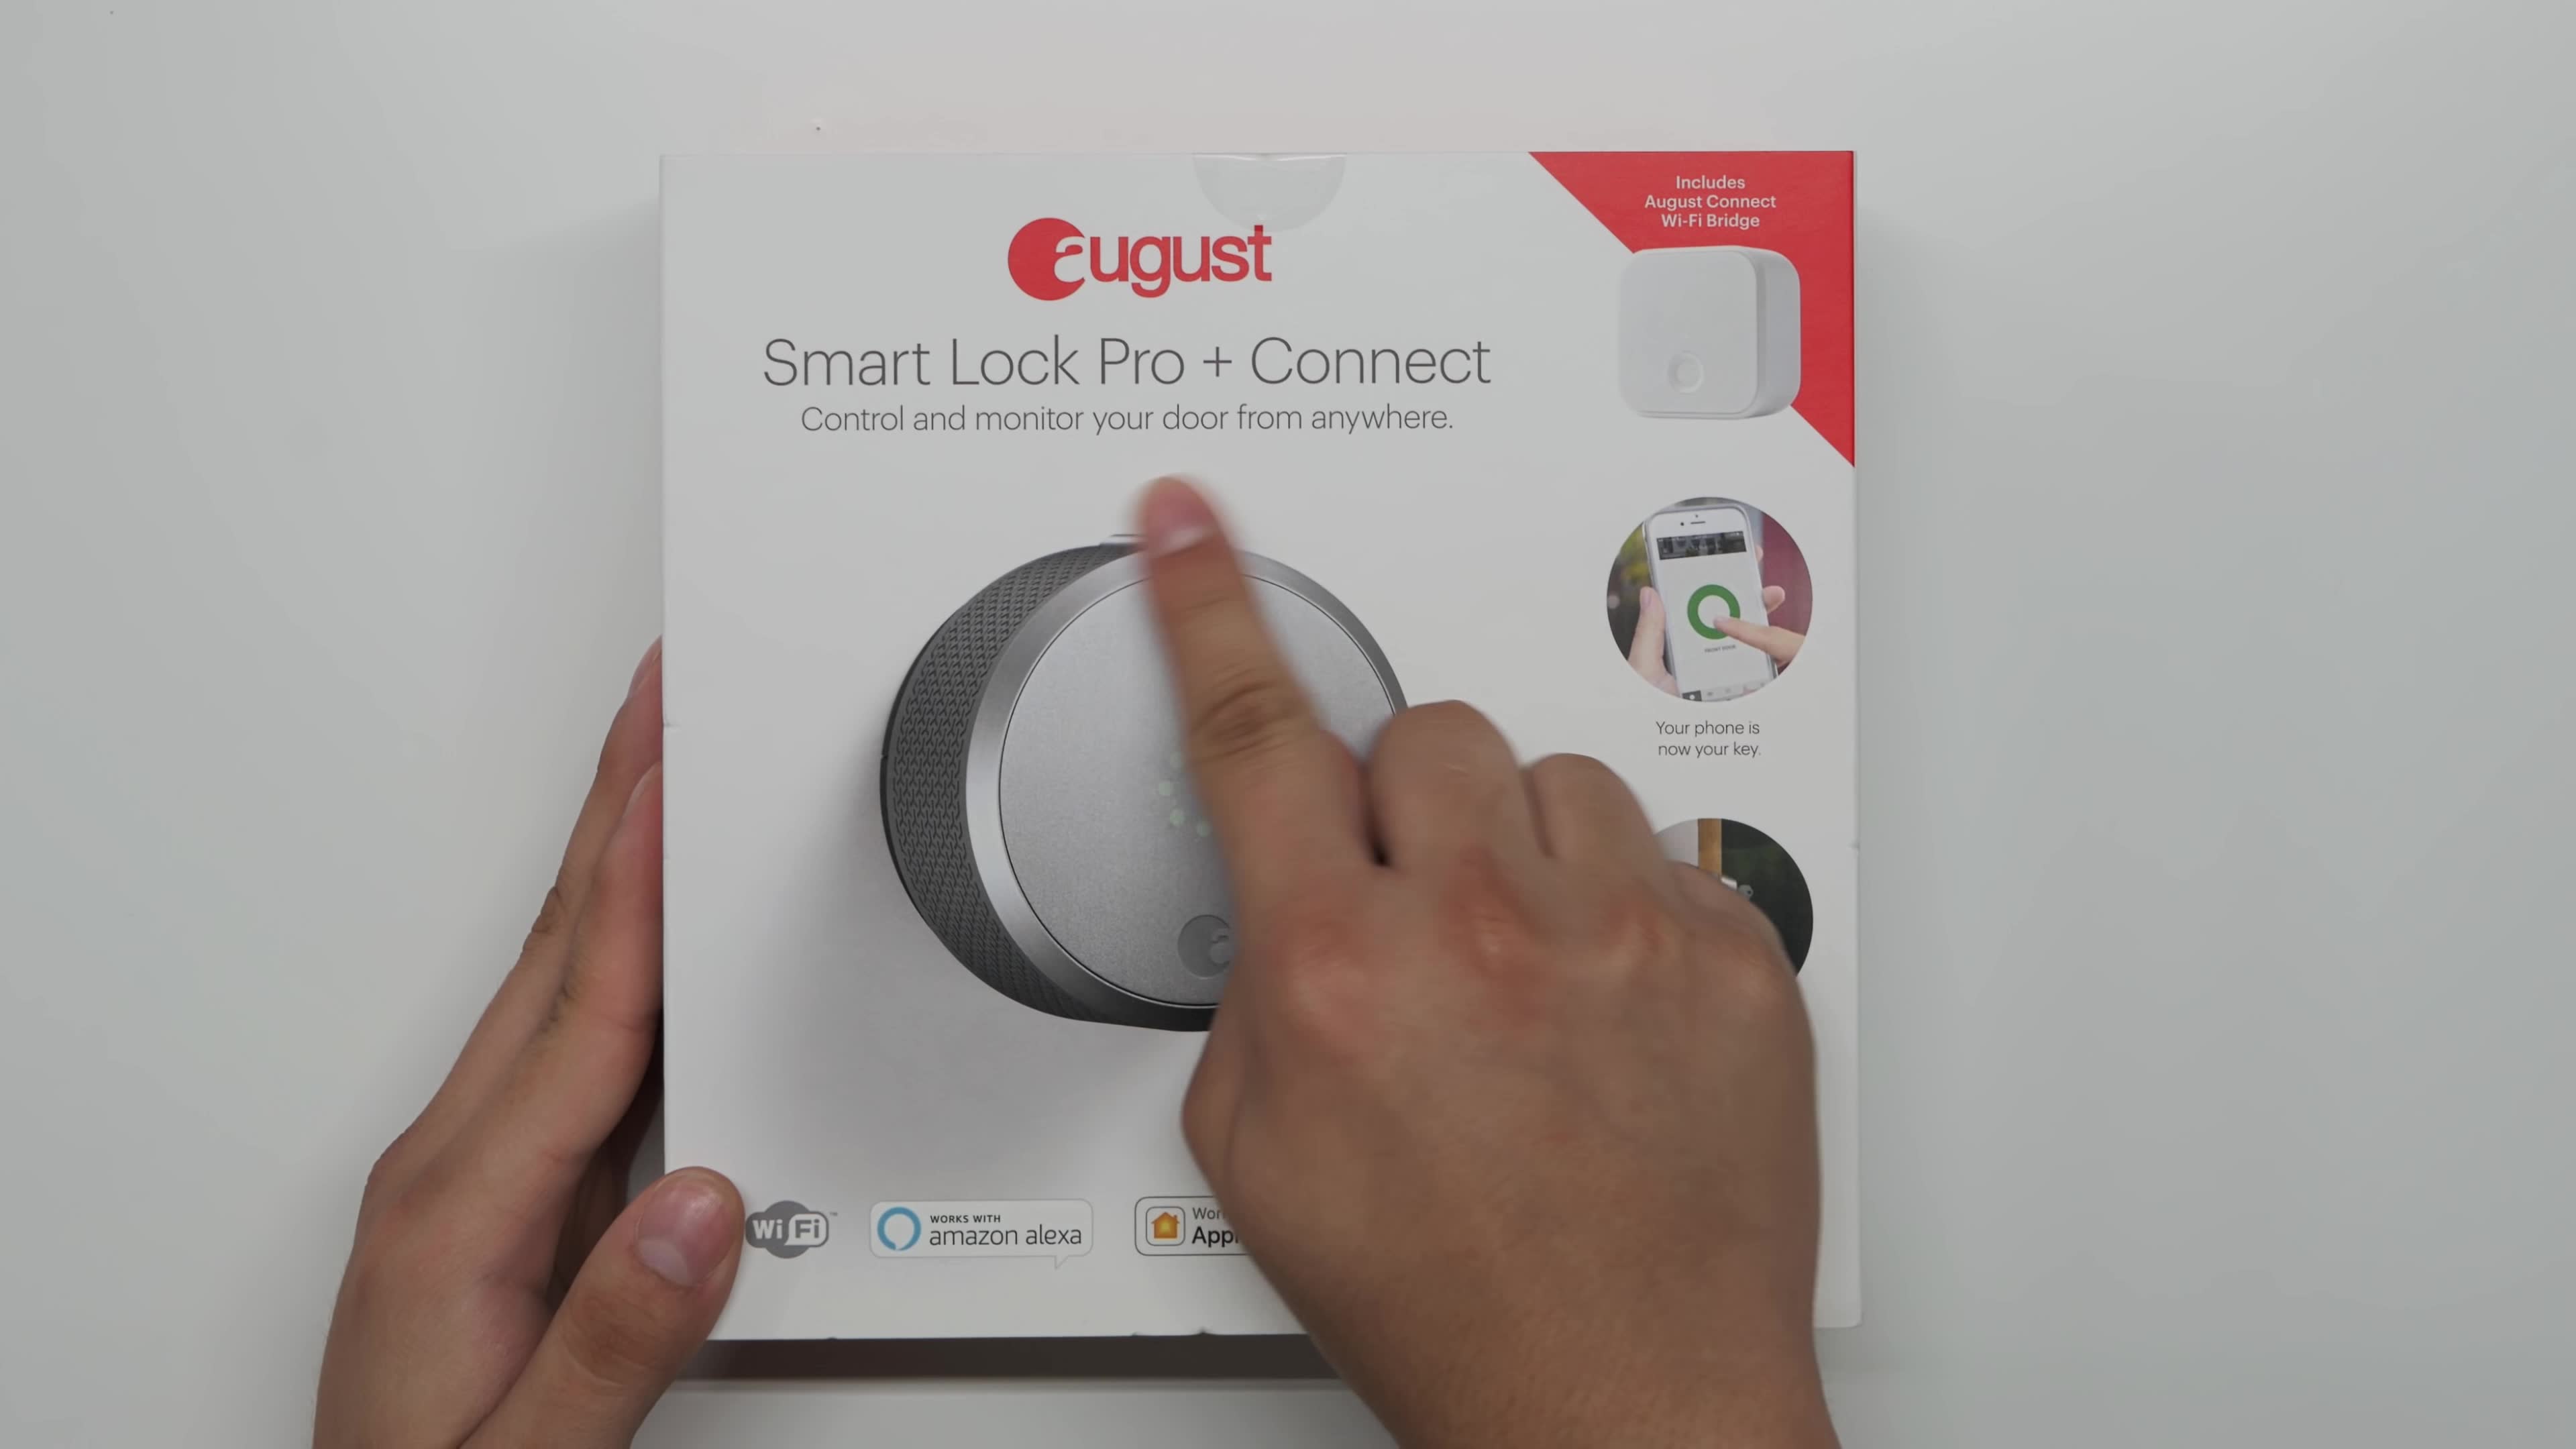 Includes
August Connect
Wi-Fi Bridge
august
Smart Lock Pro + Connect
Control and monitor your door from anywhere.
Your phone is
now your key.
WiFi™
WORKS WITH
amazon alexa